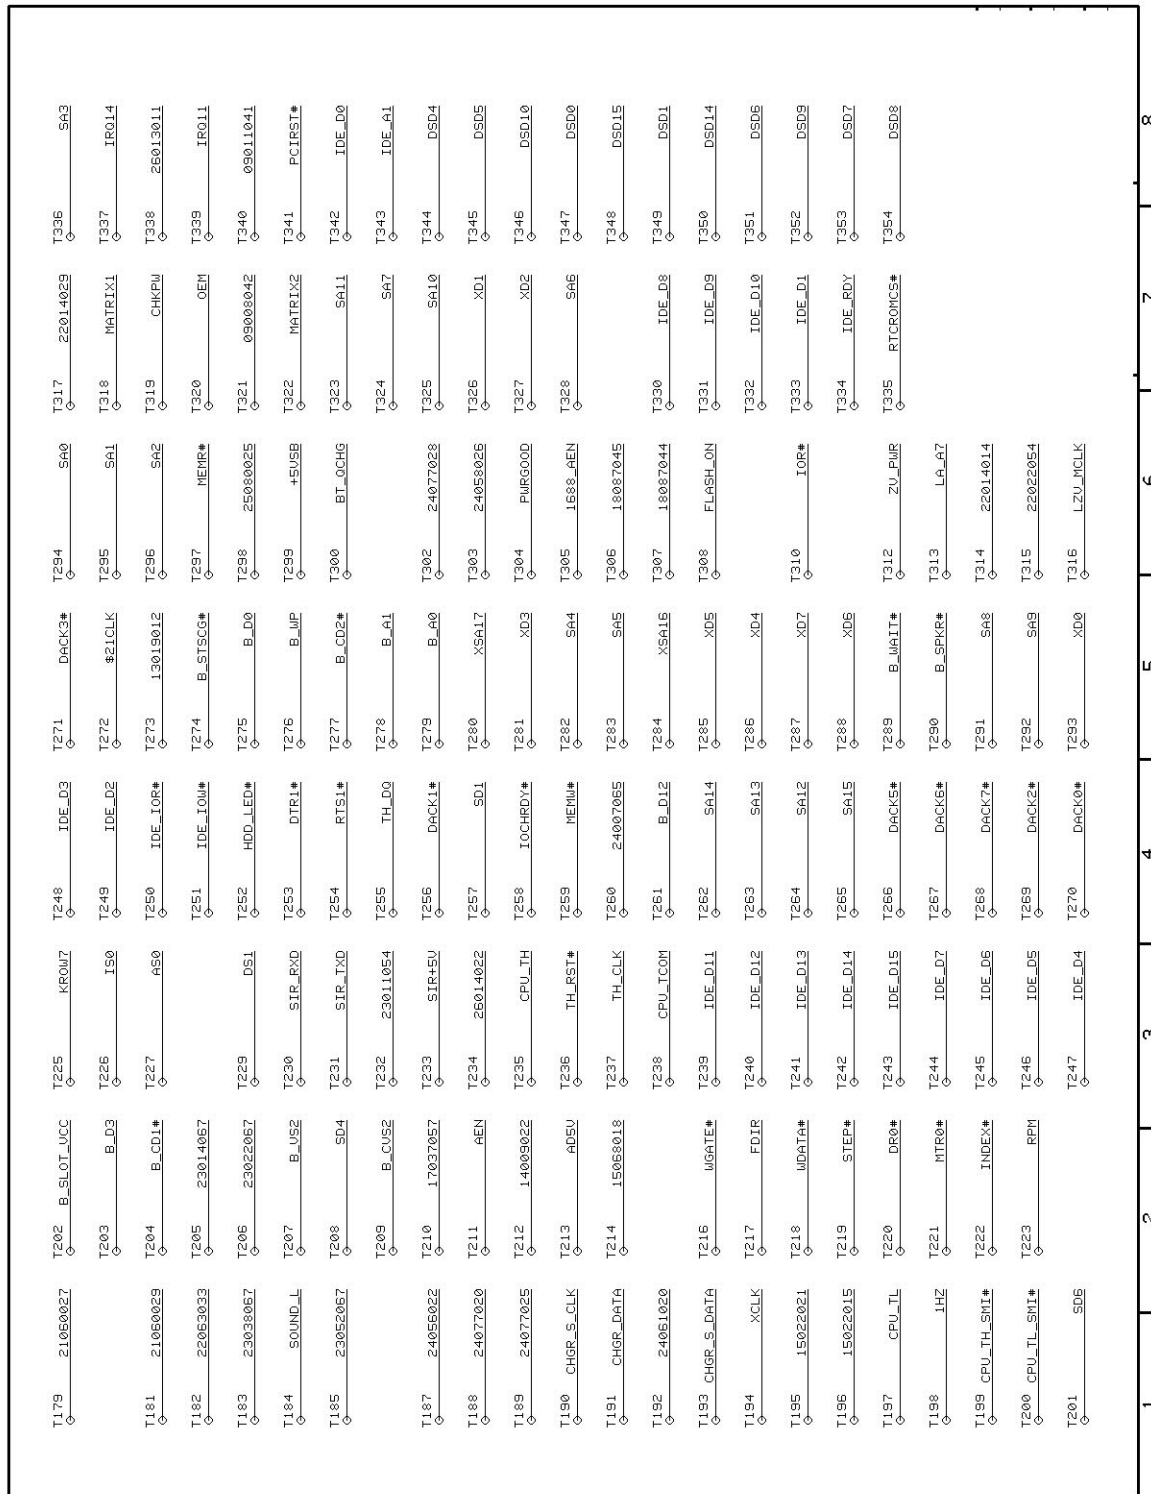 T179 21060027
T181 21060029
T182 22063033
T183 23038067
T184 SOUND_L
T185 23052067
T187 24056022
T188 24077020
T189 24077025
T190 CHGR_S_CLK
T191 CHGR_DATA
T192 24061020
T193 CHGR_S_DATA
T194 XCLK
T195 15022021
T196 15022015
T197 CPU_TL
T198 1HZ
T199 CPU_TH_SMI#
T200 CPU_TL_SMI#
T201 SD6
T202 B_SLOT_VCC
T203 B_D3
T204 B_CD1#
T205 23014067
T206 23022067
T207 B_VS2
T208 SD4
T209 B_CVS2
T210 17037057
T211 AEN
T212 14009022
T213 AD5V
T214 15068018
T216 WGATE#
T217 FDIR
T218 WDATA#
T219 STEP#
T220 DR0#
T221 MTR0#
T222 INDEX#
T223 RPM
T225 KROW7
T226 IS0
T227 AS0
T229 DS1
T230 SIR_RXD
T231 SIR_TXD
T232 23011054
T233 SIR+5V
T234 26014022
T235 CPU_TH
T236 TH_RST#
T237 TH_CLK
T238 CPU_TCOM
T239 IDE_D11
T240 IDE_D12
T241 IDE_D13
T242 IDE_D14
T243 IDE_D15
T244 IDE_D7
T245 IDE_D6
T246 IDE_D5
T247 IDE_D4
T248 IDE_D3
T249 IDE_D2
T250 IDE_IOR#
T251 IDE_IOW#
T252 HDD_LED#
T253 DTR1#
T254 RTS1#
T255 TH_DQ
T256 DACK1#
T257 SD1
T258 IOCHRDY#
T259 MEMW#
T260 24007065
T261 B_D12
T262 SA14
T263 SA13
T264 SA12
T265 SA15
T266 DACK5#
T267 DACK6#
T268 DACK7#
T269 DACK2#
T270 DACK0#
T271 DACK3#
T272 $21CLK
T273 13019012
T274 B_STSCG#
T275 B_D0
T276 B_WP
T277 B_CD2#
T278 B_A1
T279 B_A0
T280 XSA17
T281 XD3
T282 SA4
T283 SA5
T284 XSA16
T285 XD5
T286 XD4
T287 XD7
T288 XD6
T289 B_WAIT#
T290 B_SPKR#
T291 SA8
T292 SA9
T293 XD0
T294 SA0
T295 SA1
T296 SA2
T297 MEMR#
T298 25080025
T299 +5VSB
T300 BT_QCHG
T302 24077028
T303 24058026
T304 PWRGOOD
T305 1688_AEN
T306 18087045
T307 18087044
T308 FLASH_ON
T310 IOR#
T312 ZV_PWR
T313 LA_A7
T314 22014014
T315 22022054
T316 LZV_MCLK
T317 22014029
T318 MATRIX1
T319 CHKPW
T320 OEM
T321 09008042
T322 MATRIX2
T323 SA11
T324 SA7
T325 SA10
T326 XD1
T327 XD2
T328 SA6
T330 IDE_D8
T331 IDE_D9
T332 IDE_D10
T333 IDE_D1
T334 IDE_RDY
T335 RTCROMCS#
T336 SA3
T337 IRQ14
T338 26013011
T339 IRQ11
T340 09011041
T341 PCIRST#
T342 IDE_D0
T343 IDE_A1
T344 DSD4
T345 DSD5
T346 DSD10
T347 DSD0
T348 DSD15
T349 DSD1
T350 DSD14
T351 DSD6
T352 DSD9
T353 DSD7
T354 DSD8
1 2 3 4 5 6 7 8